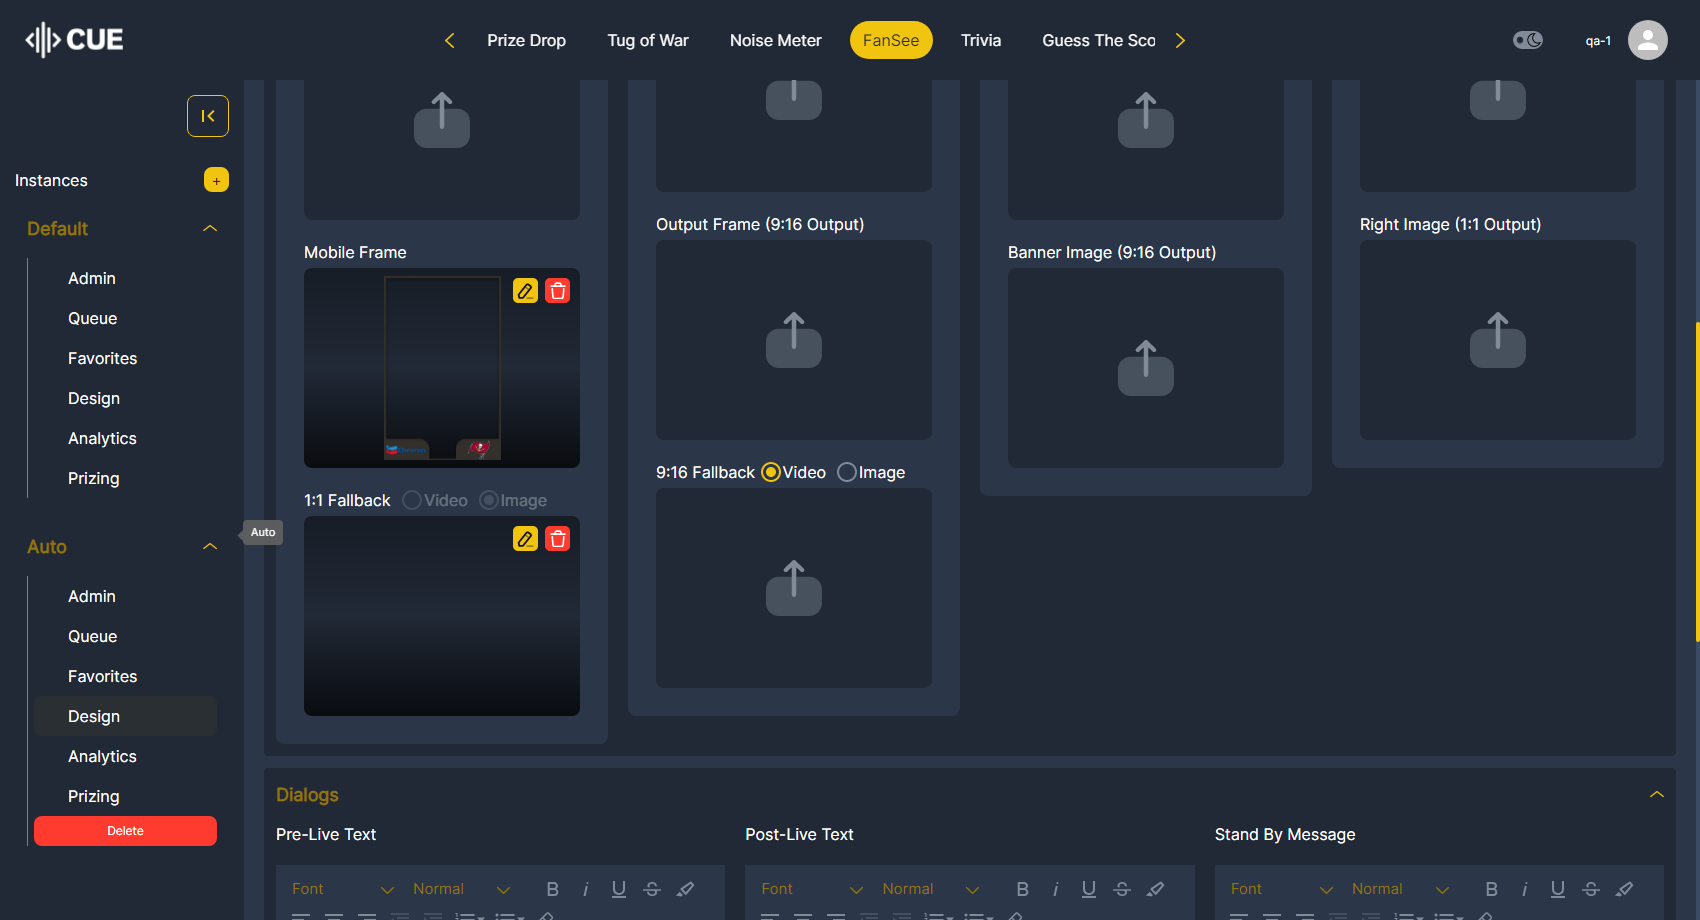 CUE
Prize Drop
Tug of War
Noise Meter
FanSee
Trivia
Guess The Sco
qa-1
Instances
+
Default
Admin
Queue
Favorites
Design
Analytics
Prizing
Auto
Auto
Admin
Queue
Favorites
Design
Analytics
Prizing
Delete
Mobile Frame
1:1 Fallback Video Image
Output Frame (9:16 Output)
9:16 Fallback Video Image
Banner Image (9:16 Output)
Right Image (1:1 Output)
Dialogs
Pre-Live Text
Font Normal B i U S
Post-Live Text
Font Normal B i U S
Stand By Message
Font Normal B i U S